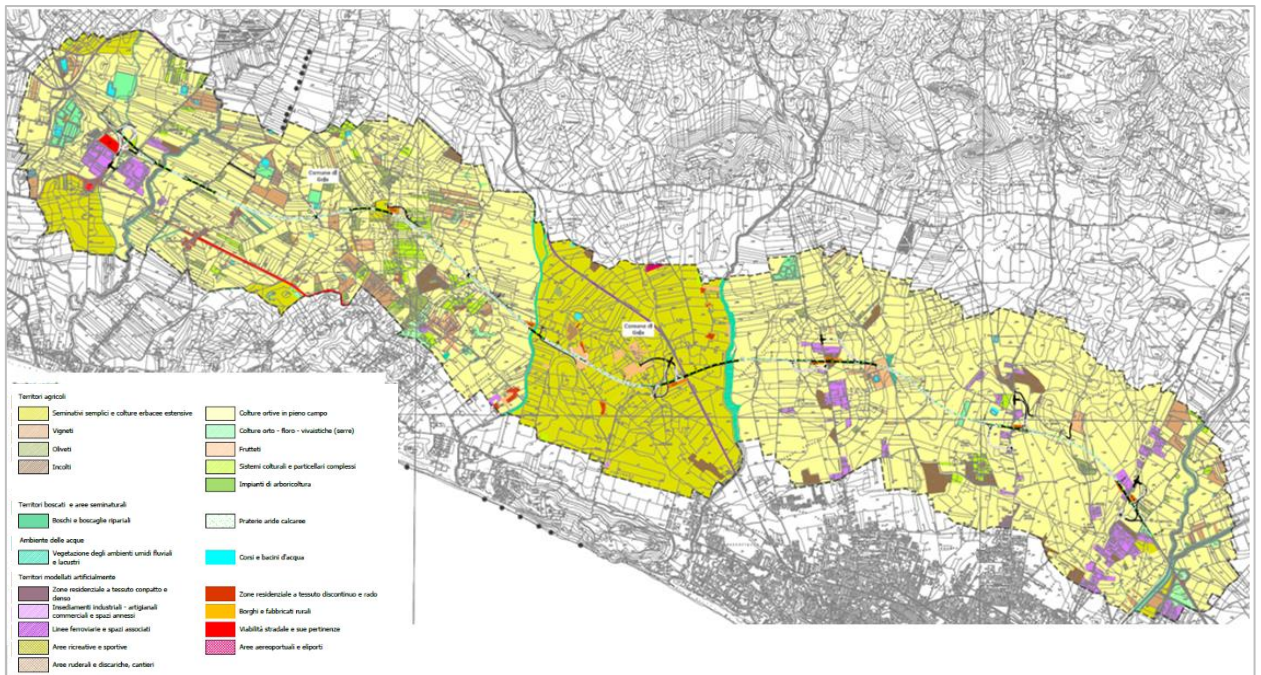 Comune di
Gela
Comune di
Gela
Territori agricoli
Seminativi semplici e colture erbacee estensive
Colture ortive in pieno campo
Vigneti
Colture orto - floro - vivaistiche (serre)
Oliveti
Frutteti
Incolti
Sistemi colturali e particellari complessi
Impianti di arboricoltura
Territori boscati e aree seminaturali
Boschi e boscaglie ripariali
Praterie aride calcaree
Ambiente delle acque
Vegetazione degli ambienti umidi fluviali
e lacustri
Corsi e bacini d'acqua
Territori modellati artificialmente
Zone residenziale a tessuto compatto e
denso
Zone residenziale a tessuto discontinuo e rado
Insediamenti industriali - artigianali
commerciali e spazi annessi
Borghi e fabbricati rurali
Linee ferroviarie e spazi associati
Viabilità stradale e sue pertinenze
Aree ricreative e sportive
Aree aereoportuali e eliporti
Aree ruderali e discariche, cantieri